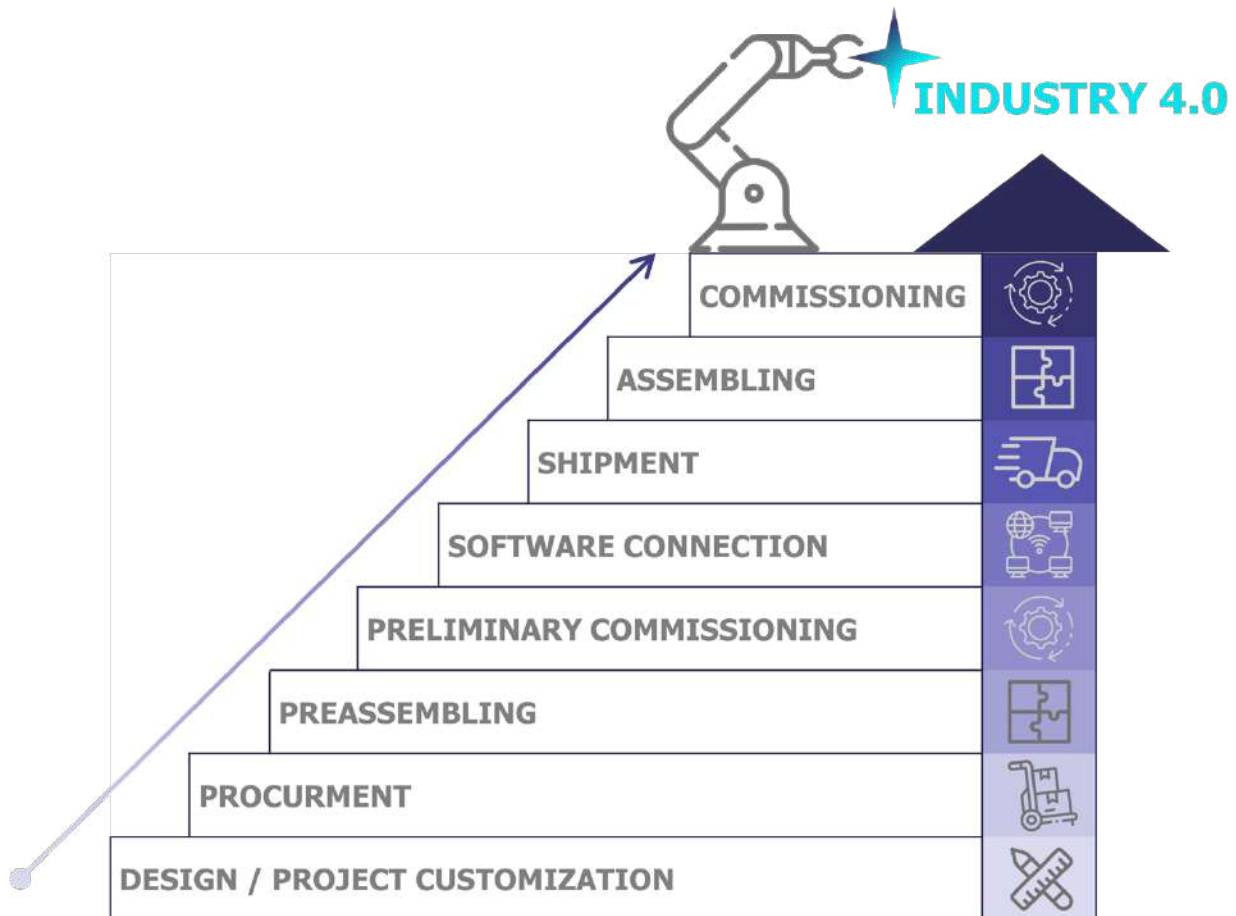 INDUSTRY 4.0
COMMISSIONING
ASSEMBLING
SHIPMENT
SOFTWARE CONNECTION
PRELIMINARY COMMISSIONING
PREASSEMBLING
PROCURMENT
DESIGN / PROJECT CUSTOMIZATION